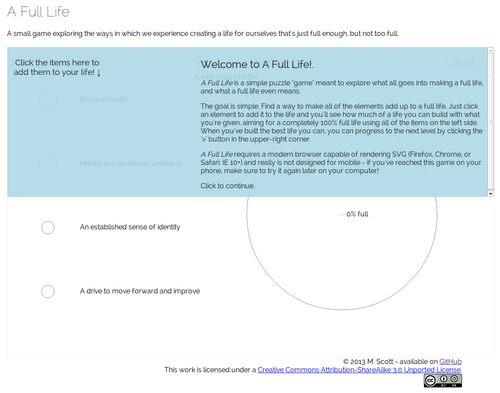 A Full Life
A small game exploring the ways in which we experience creating a life for ourselves that's just full enough, but not too full.
Click the items here to
add them to your life! ↓
Welcome to A Full Life!.
A Full Life is a simple puzzle "game" meant to explore what all goes into making a full life,
and what a full life even means.
The goal is simple. Find a way to make all of the elements add up to a full life. Just click
an element to add it to the life and you'll see how much of a life you can build with what
you're given, aiming for a completely 100% full life using all of the items on the left side.
When you've built the best life you can, you can progress to the next level by clicking the
'>' button in the upper-right corner.
A Full Life requires a modern browser capable of rendering SVG (Firefox, Chrome, or
Safari, IE 10+) and really is not designed for mobile - if you've reached this game on your
phone, make sure to try it again later on your computer!
Click to continue.
Physical health
Mental and emotional wellbeing
0% full
An established sense of identity
A drive to move forward and improve
© 2013 M. Scott - available on GitHub
This work is licensed under a Creative Commons Attribution-ShareAlike 3.0 Unported License.